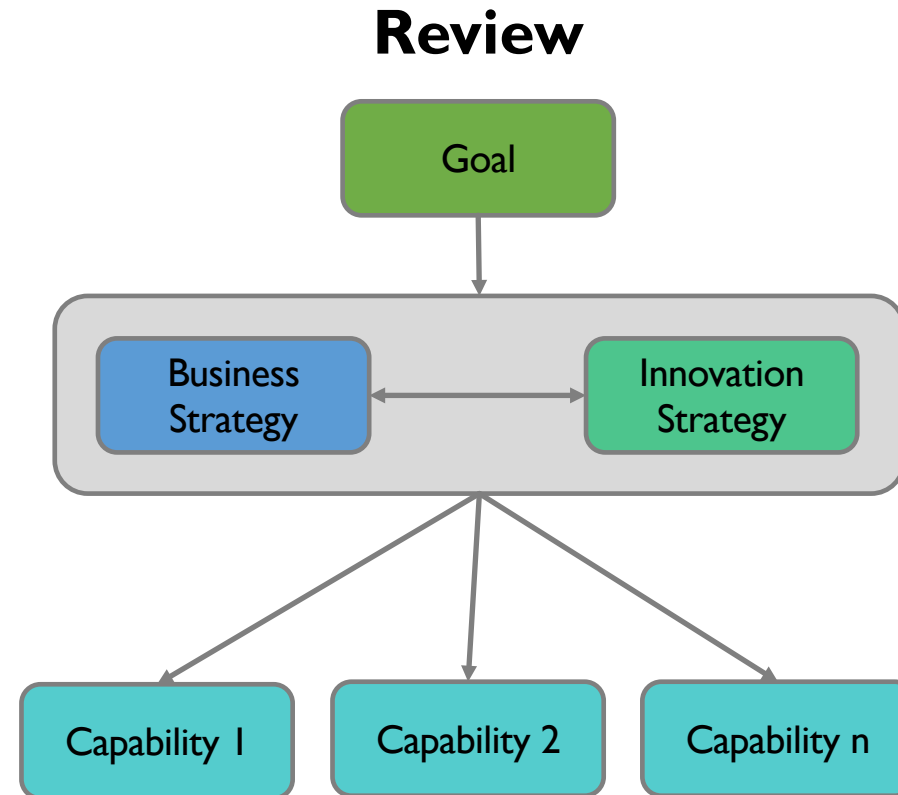 Review
Goal
Business
Strategy
Innovation
Strategy
Capability 1
Capability 2
Capability n